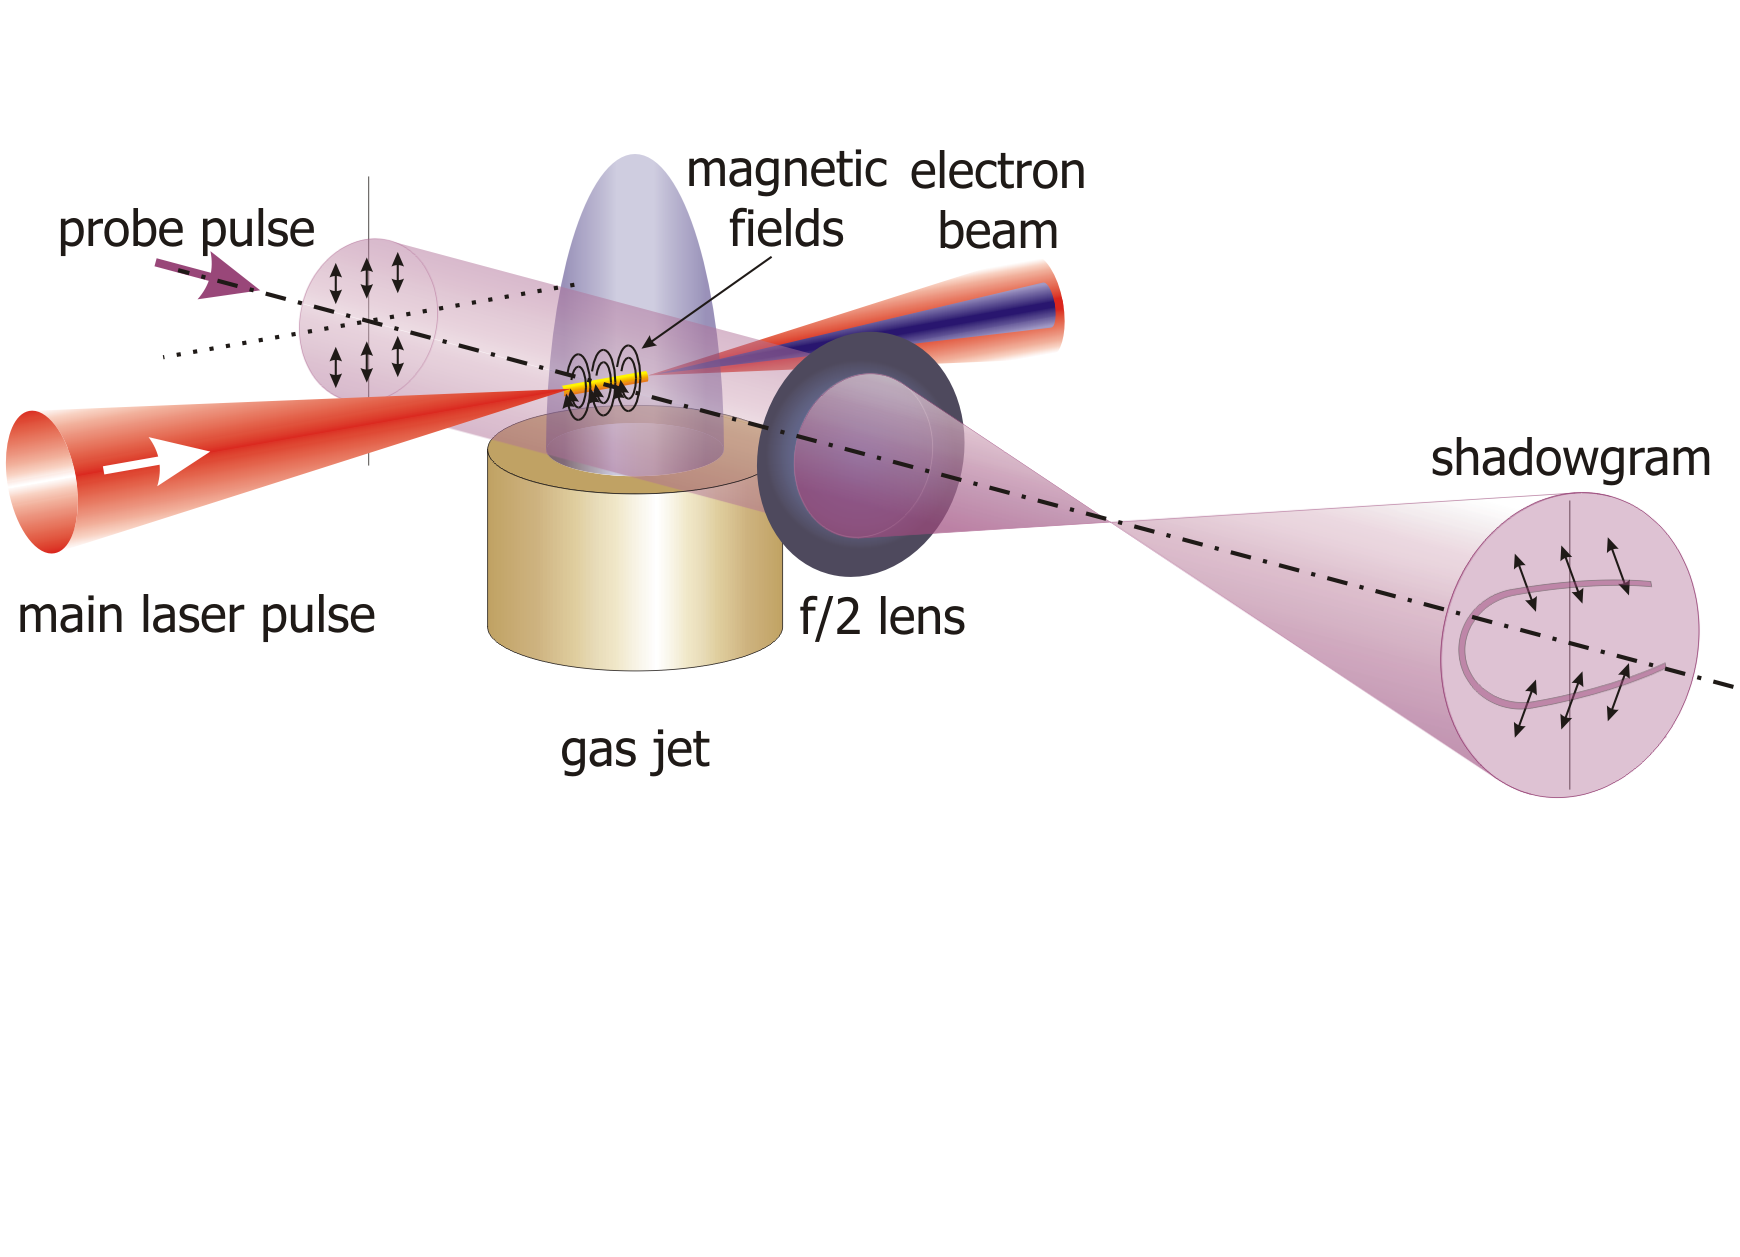 probe pulse
magnetic
fields
electron
beam
shadowgram
main laser pulse
f/2 lens
gas jet